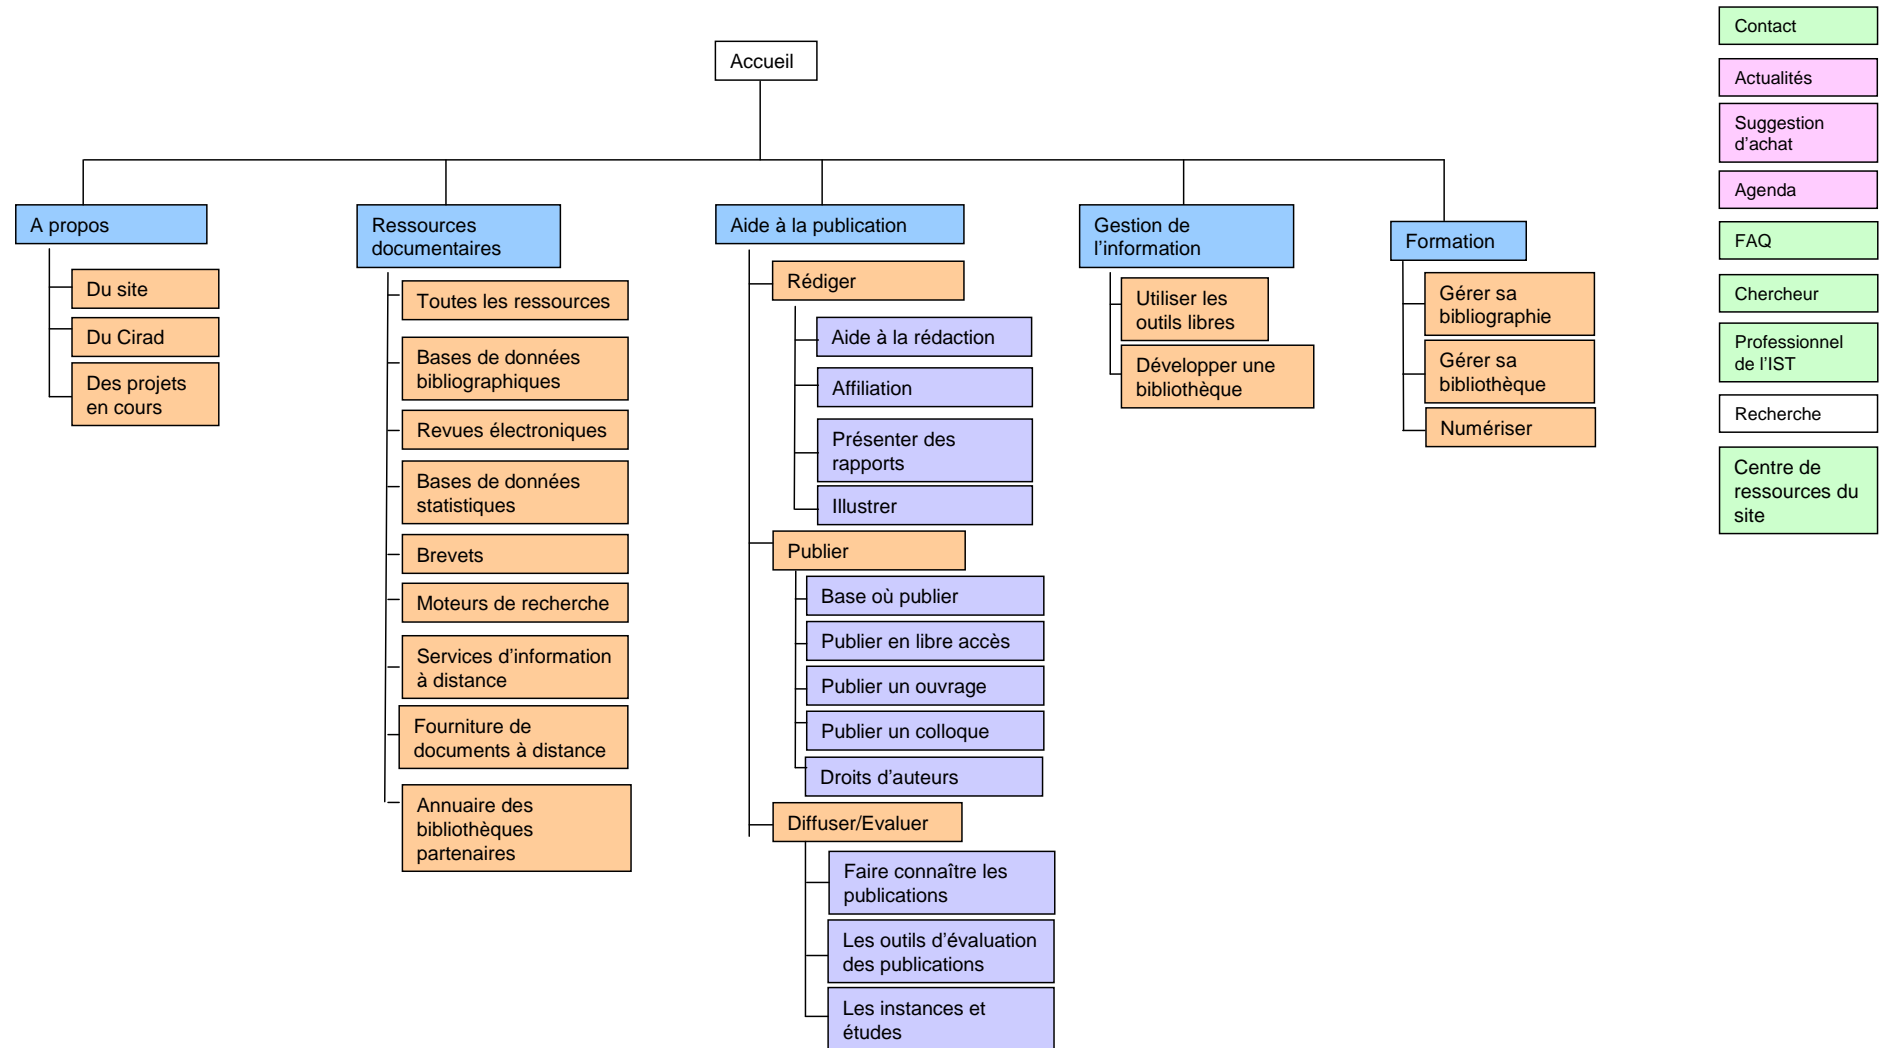 Accueil
A propos
Du site
Du Cirad
Des projets
en cours
Ressources
documentaires
Toutes les ressources
Bases de données
bibliographiques
Revues électroniques
Bases de données
statistiques
Brevets
Moteurs de recherche
Services d'information
à distance
Fourniture de
documents à distance
Annuaire des
bibliothèques
partenaires
Aide à la publication
Rédiger
Aide à la rédaction
Affiliation
Présenter des
rapports
Illustrer
Publier
Base où publier
Publier en libre accès
Publier un ouvrage
Publier un colloque
Droits d'auteurs
Diffuser/Evaluer
Faire connaître les
publications
Les outils d'évaluation
des publications
Les instances et
études
Gestion de
l'information
Utiliser les
outils libres
Développer une
bibliothèque
Formation
Gérer sa
bibliographie
Gérer sa
bibliothèque
Numériser
Contact
Actualités
Suggestion
d'achat
Agenda
FAQ
Chercheur
Professionnel
de l'IST
Recherche
Centre de
ressources du
site